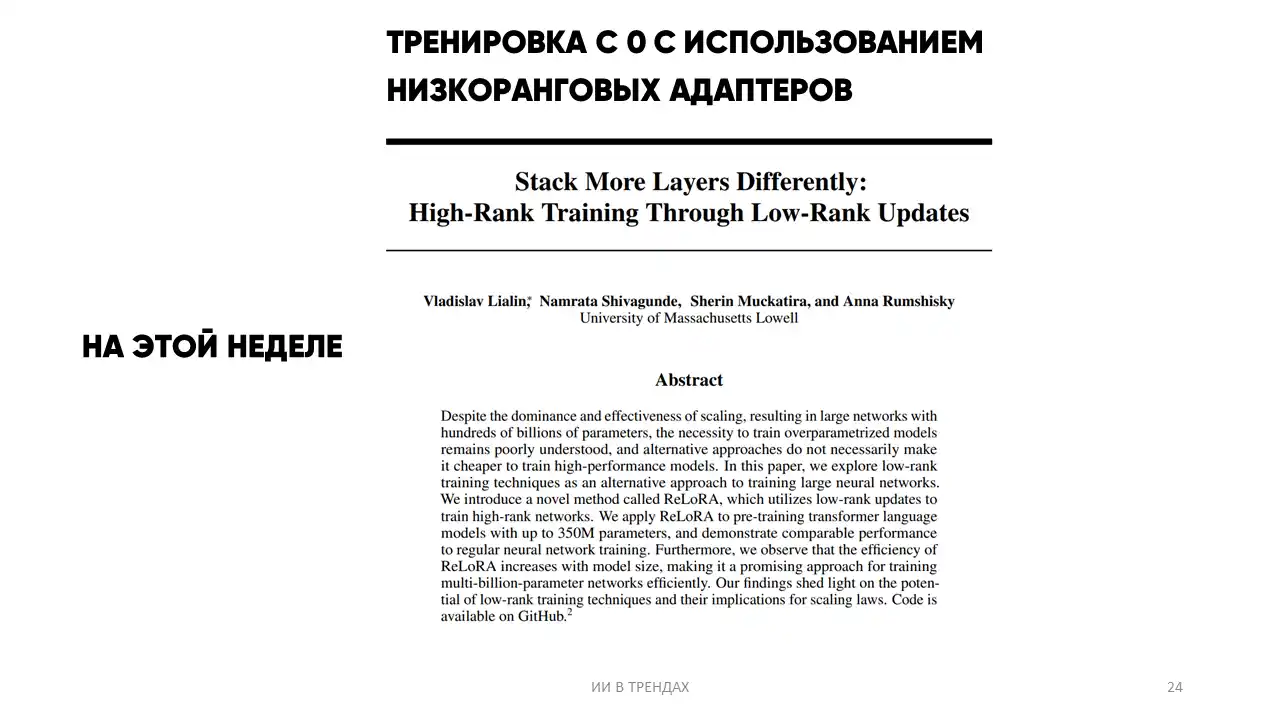 ТРЕНИРОВКА С 0 С ИСПОЛЬЗОВАНИЕМ
НИЗКОРАНГОВЫХ АДАПТЕРОВ
Stack More Layers Differently:
High-Rank Training Through Low-Rank Updates
Vladislav Lialin,* Namrata Shivagunde, Sherin Muckatira, and Anna Rumshisky
University of Massachusetts Lowell
НА ЭТОЙ НЕДЕЛЕ
Abstract
Despite the dominance and effectiveness of scaling, resulting in large networks with
hundreds of billions of parameters, the necessity to train overparametrized models
remains poorly understood, and alternative approaches do not necessarily make
it cheaper to train high-performance models. In this paper, we explore low-rank
training techniques as an alternative approach to training large neural networks.
We introduce a novel method called ReLoRA, which utilizes low-rank updates to
train high-rank networks. We apply ReLoRA to pre-training transformer language
models with up to 350M parameters, and demonstrate comparable performance
to regular neural network training. Furthermore, we observe that the efficiency of
ReLoRA increases with model size, making it a promising approach for training
multi-billion-parameter networks efficiently. Our findings shed light on the poten-
tial of low-rank training techniques and their implications for scaling laws. Code is
available on GitHub.2
ИИ В ТРЕНДАХ
24